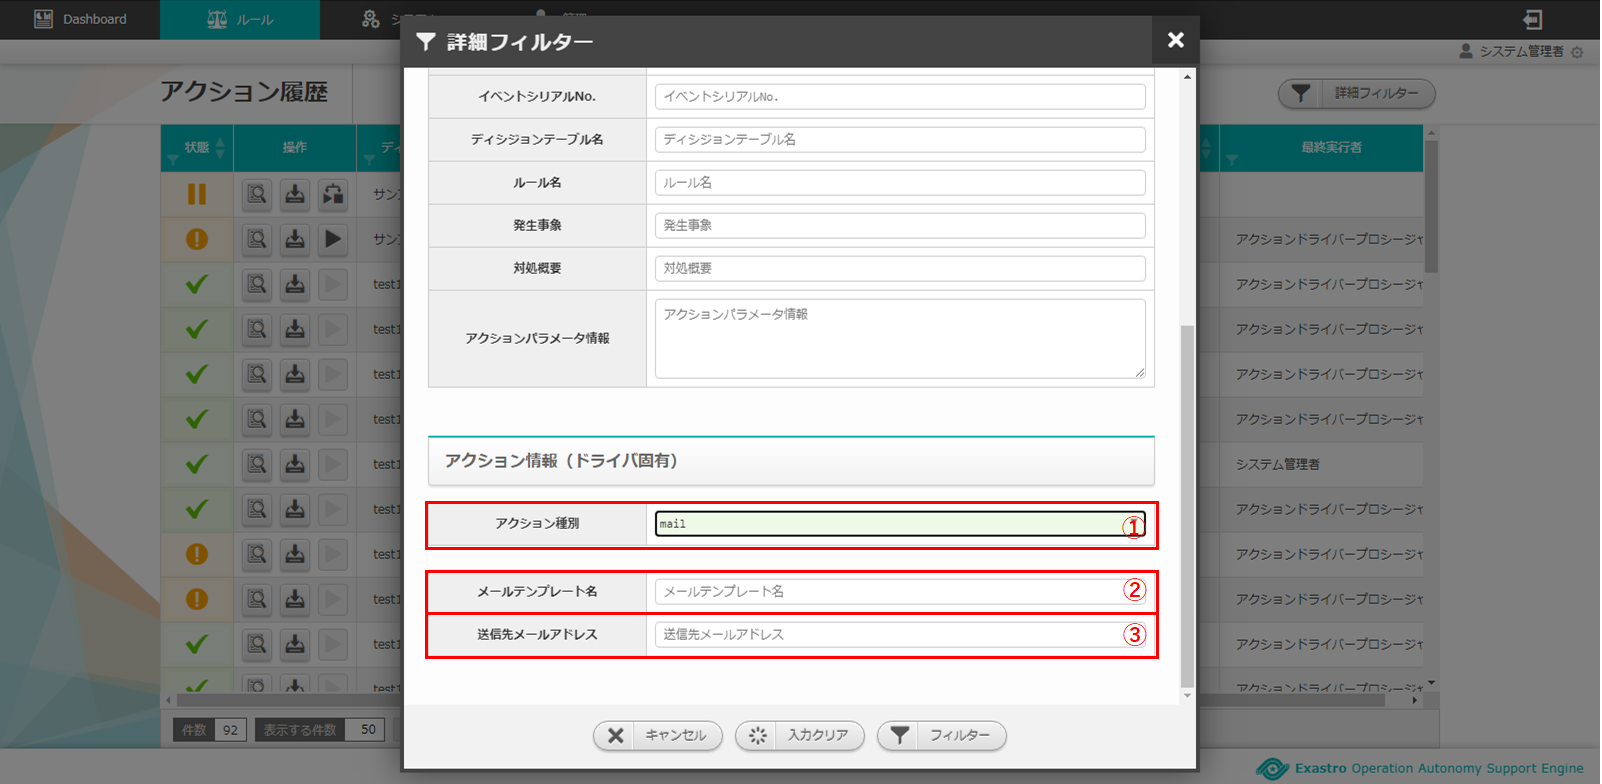 Dashboard
ルール
システム管理者
アクション履歴
詳細フィルター
状態
操作
最終実行者
アクションドライバープロシージャ
test1
アクションドライバープロシージャ
test1
アクションドライバープロシージャ
test1
アクションドライバープロシージャ
test1
アクションドライバープロシージャ
test1
システム管理者
test1
アクションドライバープロシージャ
test1
アクションドライバープロシージャ
test1
アクションドライバープロシージャ
test1
アクションドライバープロシージャ
test1
アクションドライバープロシージャ
件数 92 表示する件数 50
詳細フィルター
イベントシリアルNo. イベントシリアルNo.
ディシジョンテーブル名 ディシジョンテーブル名
ルール名 ルール名
発生事象 発生事象
対処概要 対処概要
アクションパラメータ情報 アクションパラメータ情報
アクション情報（ドライバ固有）
アクション種別 mail ①
メールテンプレート名 メールテンプレート名 ②
送信先メールアドレス 送信先メールアドレス ③
キャンセル 入力クリア フィルター
Exastro Operation Autonomy Support Engine